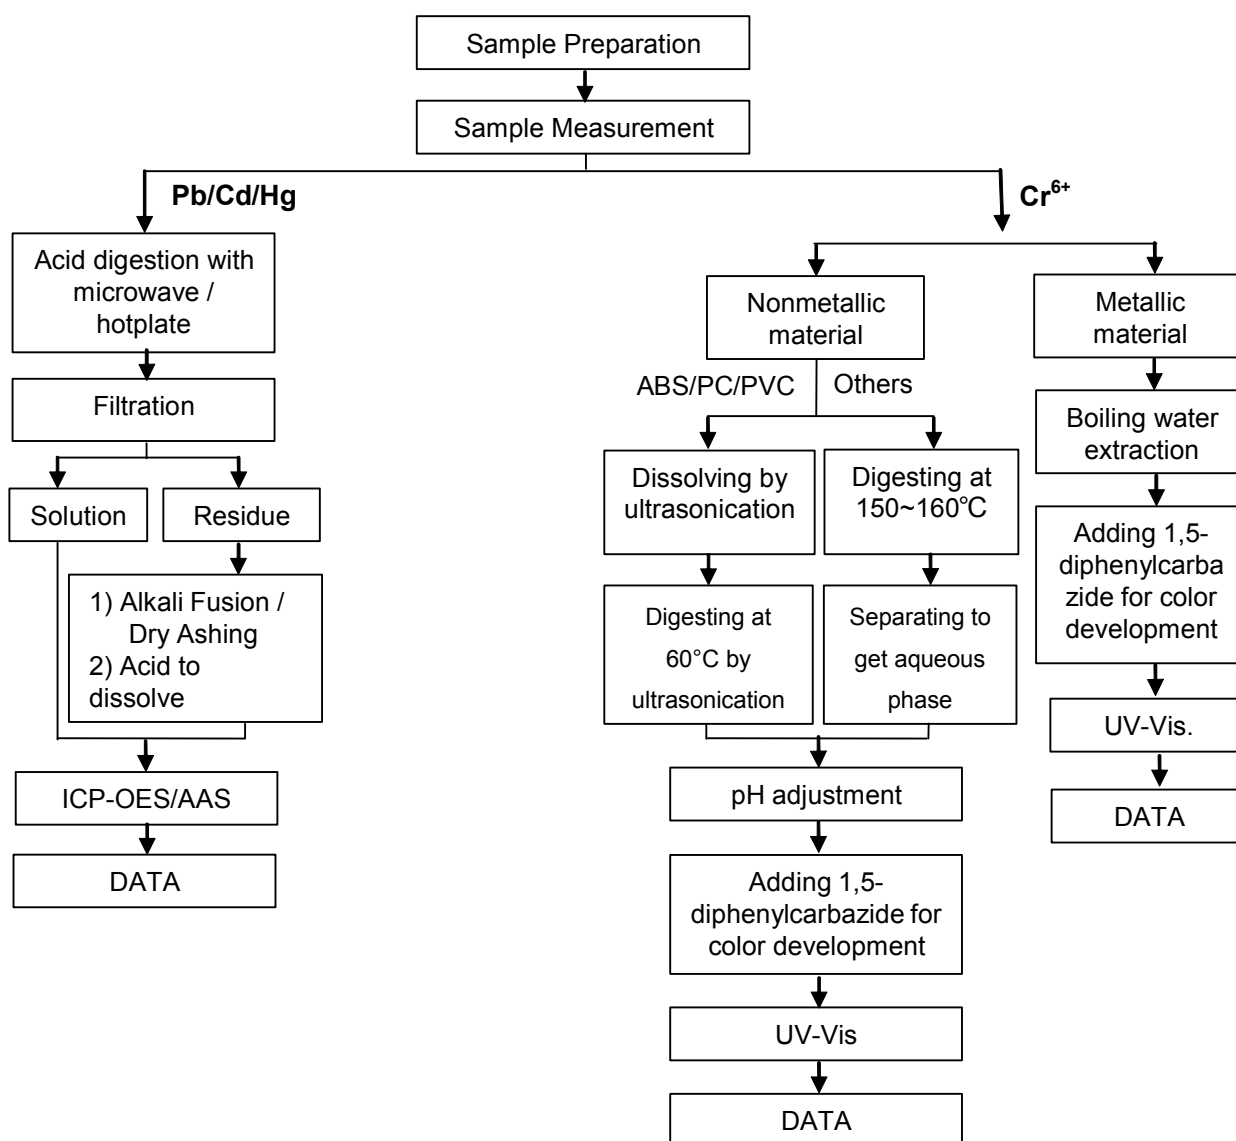 Sample Preparation
Sample Measurement
Pb/Cd/Hg
Cr6+
Acid digestion with
microwave /
hotplate
Filtration
Solution
Residue
1) Alkali Fusion /
Dry Ashing
2) Acid to
dissolve
ICP-OES/AAS
DATA
Nonmetallic
material
ABS/PC/PVC
Others
Dissolving by
ultrasonication
Digesting at
60°C by
ultrasonication
Digesting at
150~160℃
Separating to
get aqueous
phase
pH adjustment
Adding 1,5-
diphenylcarbazide for
color development
UV-Vis
DATA
Metallic
material
Boiling water
extraction
Adding 1,5-
diphenylcarba
zide for color
development
UV-Vis.
DATA